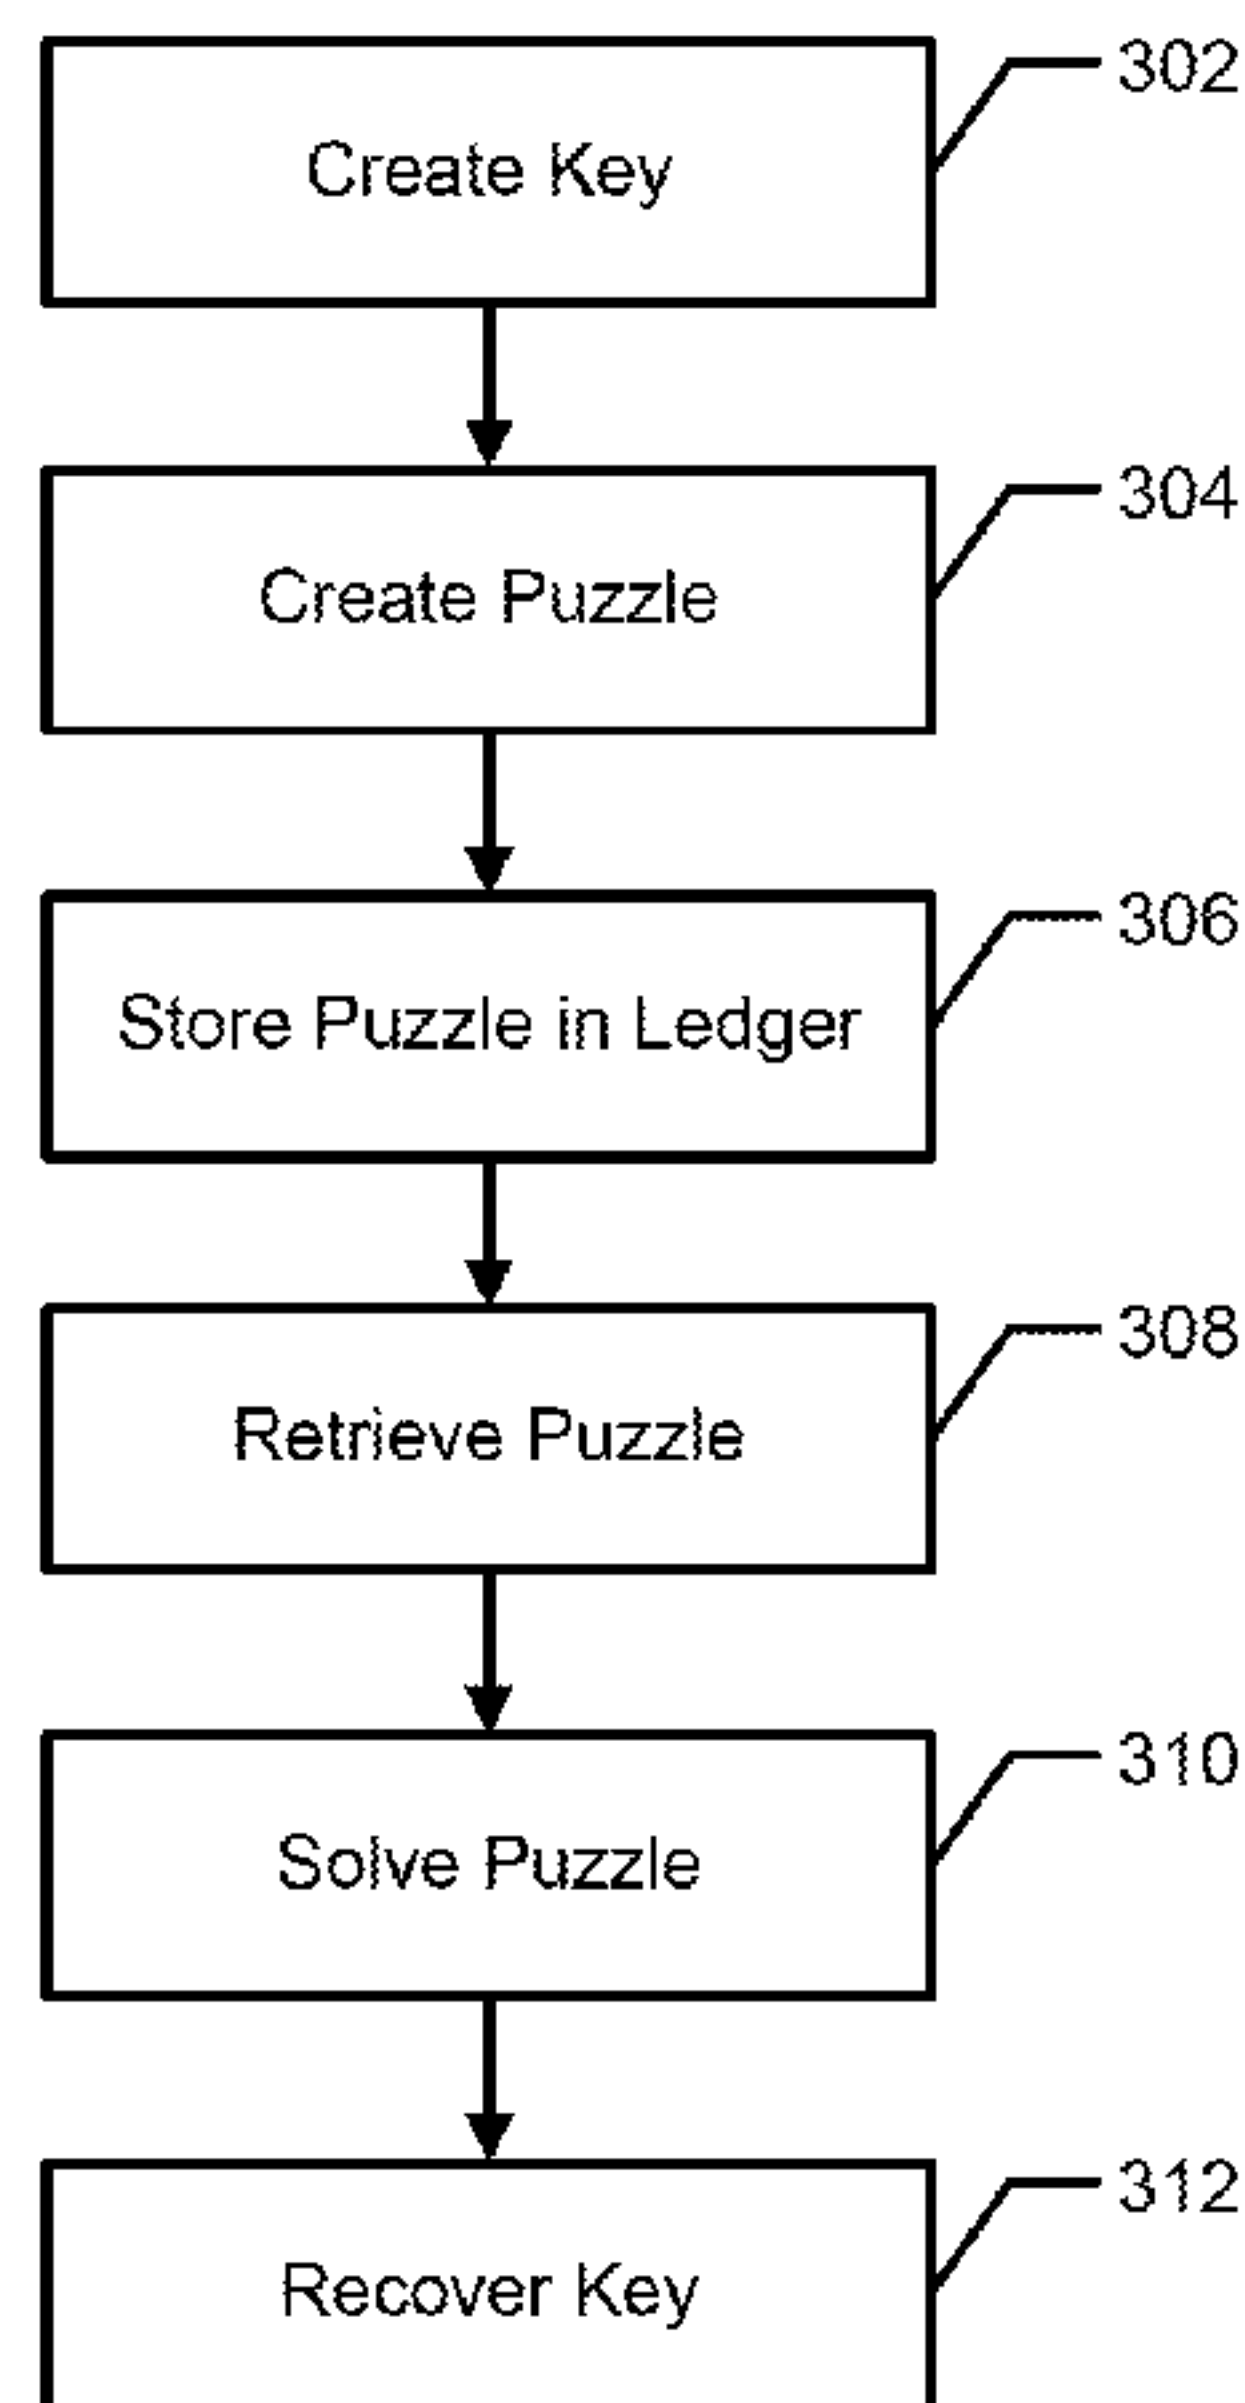 302
Create Key
304
Create Puzzle
306
Store Puzzle in Ledger
308
Retrieve Puzzle
310
Solve Puzzle
312
Recover Key